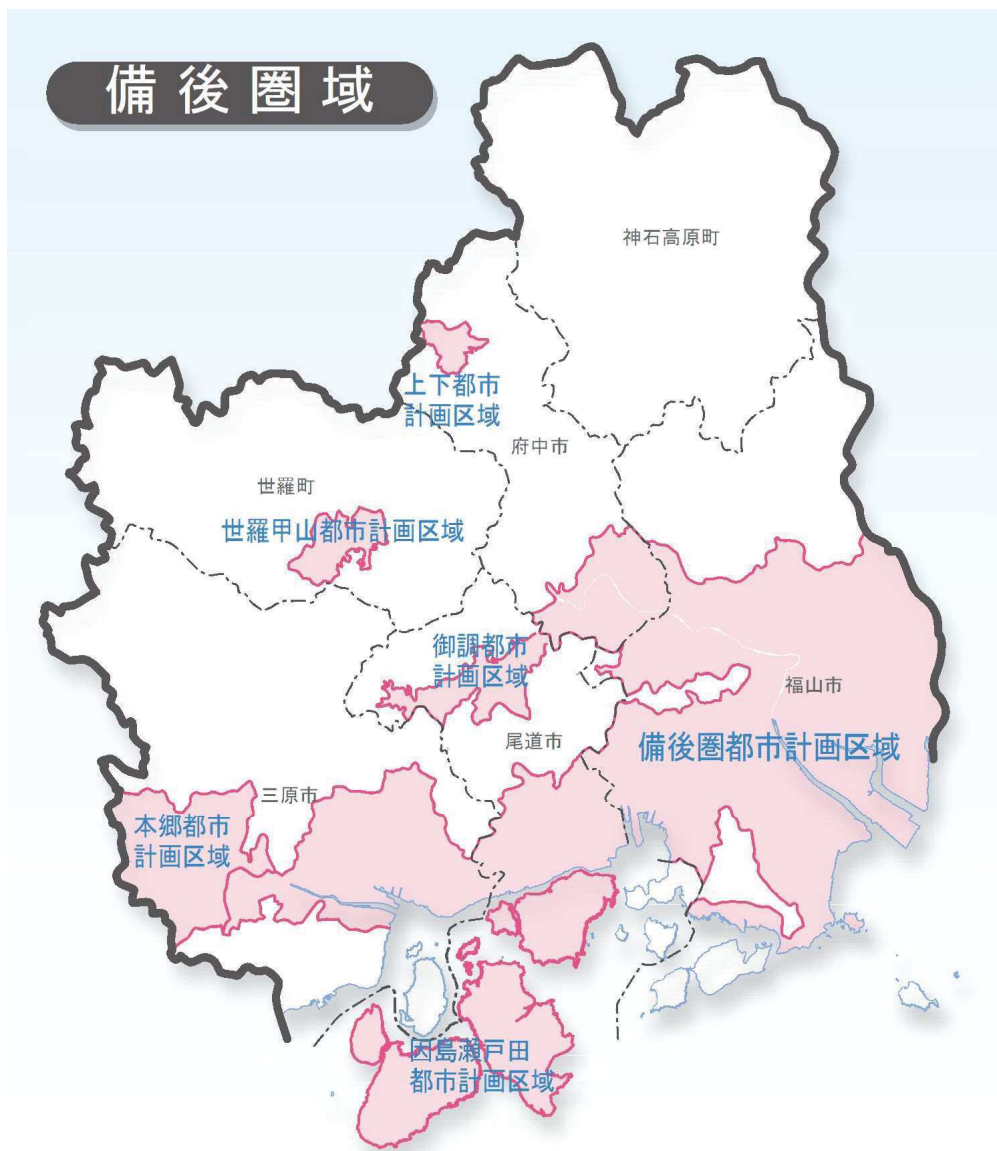 備後圏域
神石高原町
上下都市
計画区域
府中市
世羅町
世羅甲山都市計画区域
御調都市
計画区域
福山市
尾道市
備後圏都市計画区域
三原市
本郷都市
計画区域
因島瀬戸田
都市計画区域